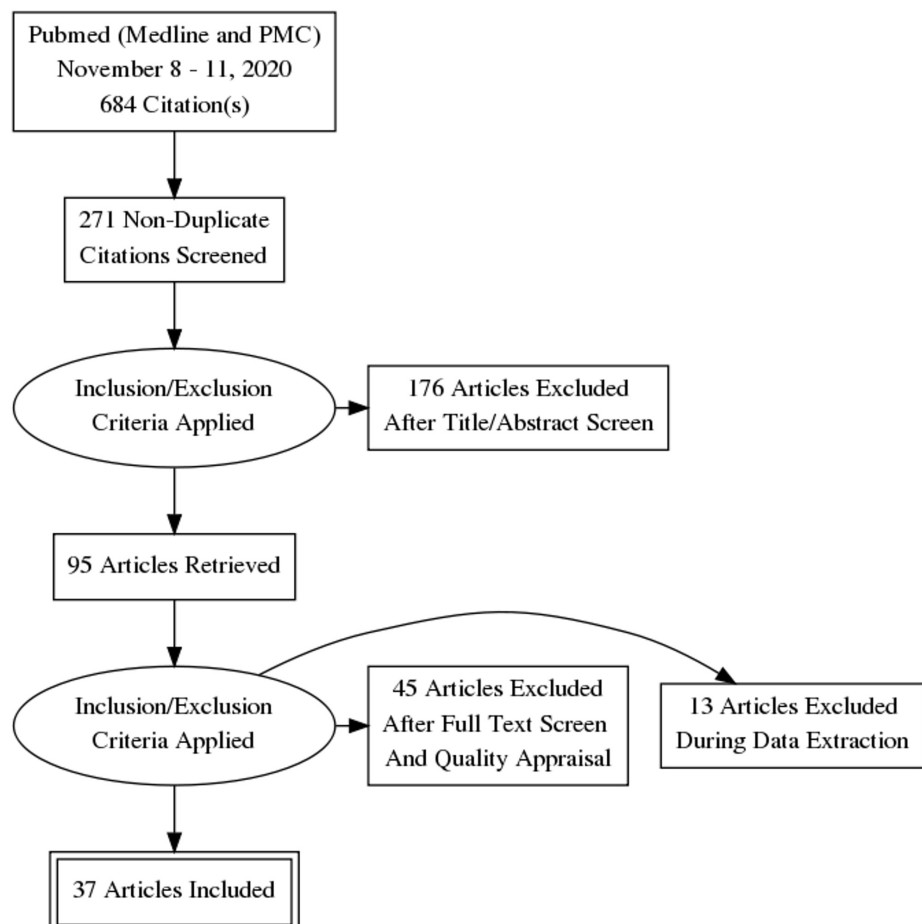 Pubmed (Medline and PMC)
November 8 - 11, 2020
684 Citation(s)
271 Non-Duplicate
Citations Screened
Inclusion/Exclusion
Criteria Applied
176 Articles Excluded
After Title/Abstract Screen
95 Articles Retrieved
Inclusion/Exclusion
Criteria Applied
45 Articles Excluded
After Full Text Screen
And Quality Appraisal
13 Articles Excluded
During Data Extraction
37 Articles Included